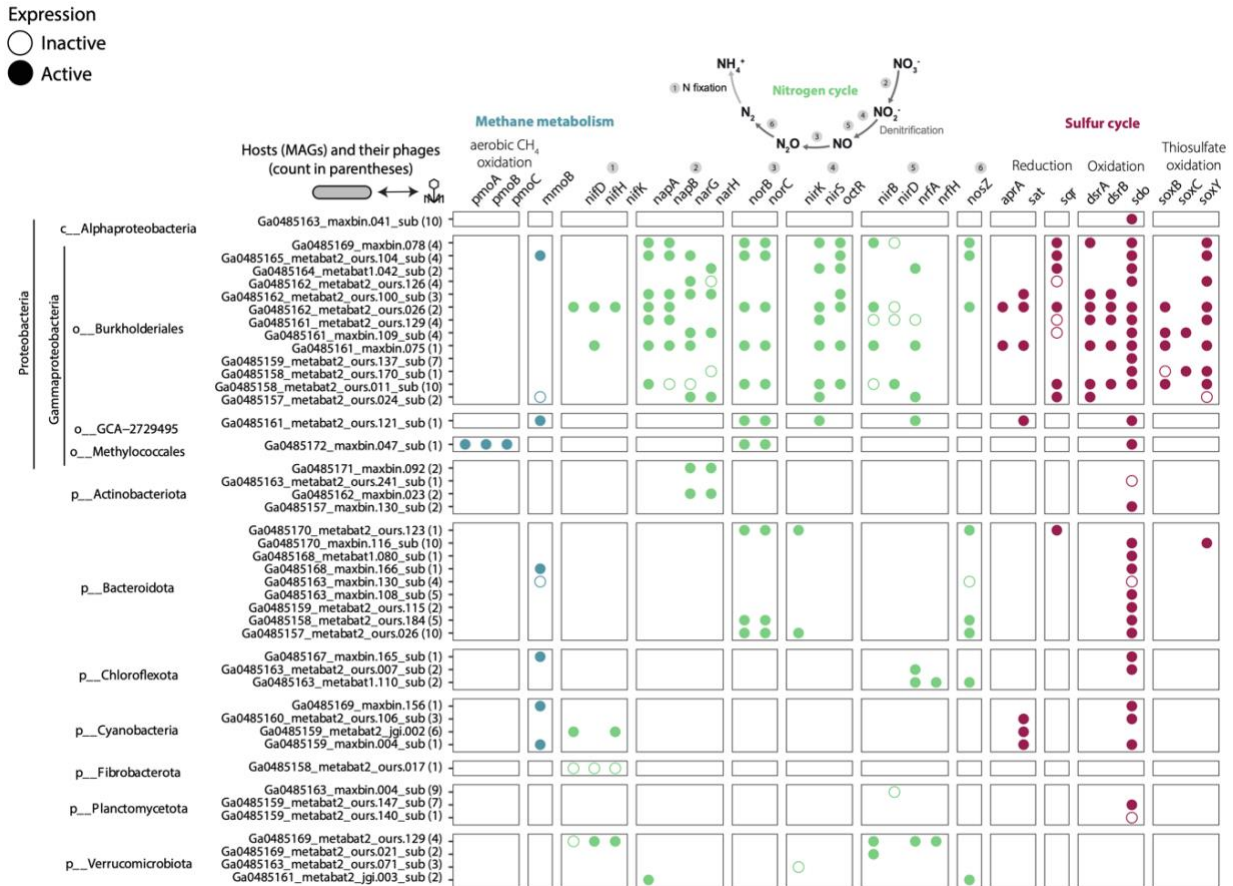 Expression
Inactive
Active
NH4+
NO3-
2
1 N fixation
Nitrogen cycle
N2
6
N2O
3
NO
5
4
NO2-
Denitrification
Methane metabolism
Sulfur cycle
Hosts (MAGs) and their phages
(count in parentheses)
aerobic CH4
oxidation
Reduction
Oxidation
Thiosulfate
oxidation
1 2 3 4 5 6
pmoA pmoB pmoC mmoB nifD nifH nifK napA napB narG narH norB norC nirK nirS octR nirB nirD nrfA nrfH nosZ aprA sat sqr dsrA dsrB sdo soxB soxC soxY
Proteobacteria
Gammaproteobacteria
c__Alphaproteobacteria
Ga0485163_maxbin.041_sub (10)
o__Burkholderiales
Ga0485169_maxbin.078 (4)
Ga0485165_metabat2_ours.104_sub (4)
Ga0485164_metabat1.042_sub (2)
Ga0485162_metabat2_ours.126 (4)
Ga0485162_metabat2_ours.100_sub (3)
Ga0485162_metabat2_ours.026 (2)
Ga0485161_metabat2_ours.129 (4)
Ga0485161_maxbin.109_sub (4)
Ga0485161_maxbin.075 (1)
Ga0485159_metabat2_ours.137_sub (7)
Ga0485158_metabat2_ours.170_sub (1)
Ga0485158_metabat2_ours.011_sub (10)
Ga0485157_metabat2_ours.024_sub (2)
o__GCA-2729495
Ga0485161_metabat2_ours.121_sub (1)
o__Methylococcales
Ga0485172_maxbin.047_sub (1)
p__Actinobacteriota
Ga0485171_maxbin.092 (2)
Ga0485163_metabat2_ours.241_sub (1)
Ga0485162_maxbin.023 (2)
Ga0485157_maxbin.130_sub (2)
p__Bacteroidota
Ga0485170_metabat2_ours.123 (1)
Ga0485170_maxbin.116_sub (10)
Ga0485168_metabat1.080_sub (1)
Ga0485168_maxbin.166_sub (1)
Ga0485163_maxbin.130_sub (4)
Ga0485163_maxbin.108_sub (5)
Ga0485159_metabat2_ours.115 (2)
Ga0485158_metabat2_ours.184 (5)
Ga0485157_metabat2_ours.026 (10)
p__Chloroflexota
Ga0485167_maxbin.165_sub (1)
Ga0485163_metabat2_ours.007_sub (2)
Ga0485163_metabat1.110_sub (2)
p__Cyanobacteria
Ga0485169_maxbin.156 (1)
Ga0485160_metabat2_ours.106_sub (3)
Ga0485159_metabat2_jgi.002 (6)
Ga0485159_maxbin.004_sub (1)
p__Fibrobacterota
Ga0485158_metabat2_ours.017 (1)
p__Planctomycetota
Ga0485163_maxbin.004_sub (9)
Ga0485159_metabat2_ours.147_sub (7)
Ga0485159_metabat2_ours.140_sub (1)
p__Verrucomicrobiota
Ga0485169_metabat2_ours.129 (4)
Ga0485169_metabat2_ours.021_sub (2)
Ga0485163_metabat2_ours.071_sub (3)
Ga0485161_metabat2_jgi.003_sub (2)